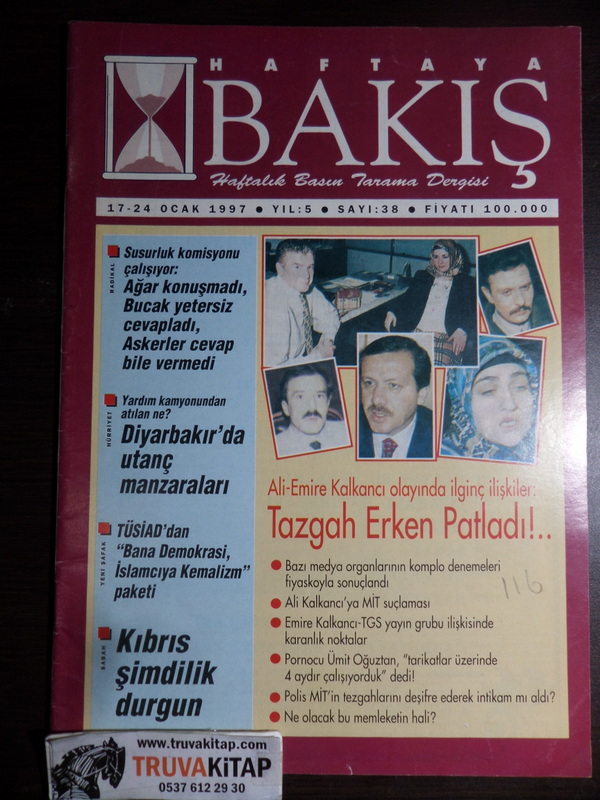 HAFTAYA
BAKIŞ
Haftalık Basın Tarama Dergisi
17-24 OCAK 1997 ● YIL:5 ● SAYI:38 ● FİYATI 100.000
RADİKAL
Susurluk komisyonu
çalışıyor:
Ağar konuşmadı,
Bucak yetersiz
cevapladı,
Askerler cevap
bile vermedi
HÜRRİYET
Yardım kamyonundan
atılan ne?
Diyarbakır'da
utanç
manzaraları
YENİ ŞAFAK
TÜSİAD'dan
"Bana Demokrasi,
İslamcıya Kemalizm"
paketi
SABAH
Kıbrıs
şimdilik
durgun
Ali-Emire Kalkancı olayında ilginç ilişkiler:
Tazgah Erken Patladı!..
● Bazı medya organlarının komplo denemeleri
fiyaskoyla sonuçlandı
● Ali Kalkancı'ya MİT suçlaması
● Emire Kalkancı-TGS yayın grubu ilişkisinde
karanlık noktalar
● Pornocu Ümit Oğuztan, "tarikatlar üzerinde
4 aydır çalışıyorduk" dedi!
● Polis MİT'in tezgahlarını deşifre ederek intikam mı aldı?
● Ne olacak bu memleketin hali?
116
www.truvakitap.com
TRUVAKiTAP
0537 612 29 30